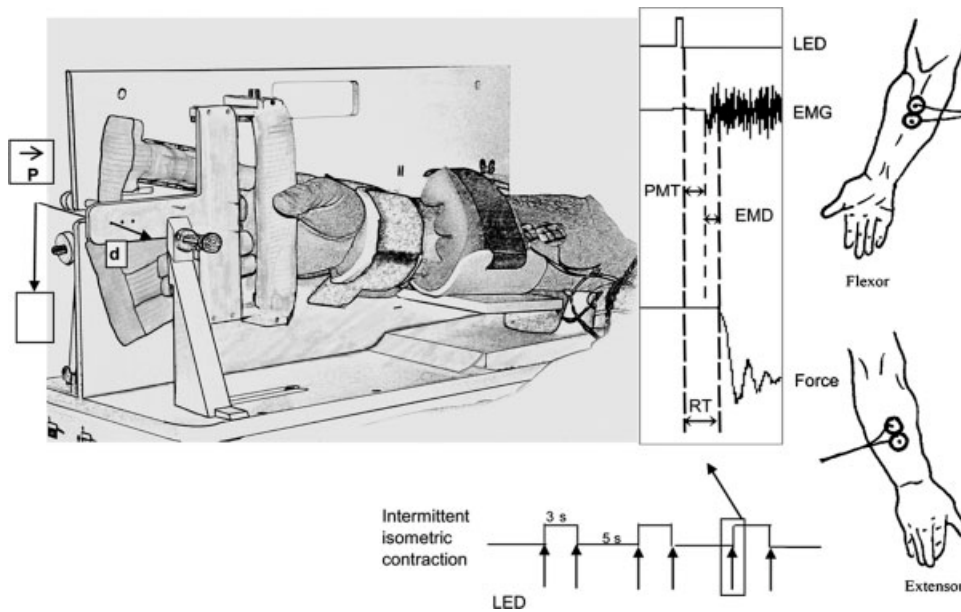 P
d
LED
EMG
PMT
EMD
Force
RT
Flexor
Extensor
Intermittent
isometric
contraction
3 s
5 s
LED